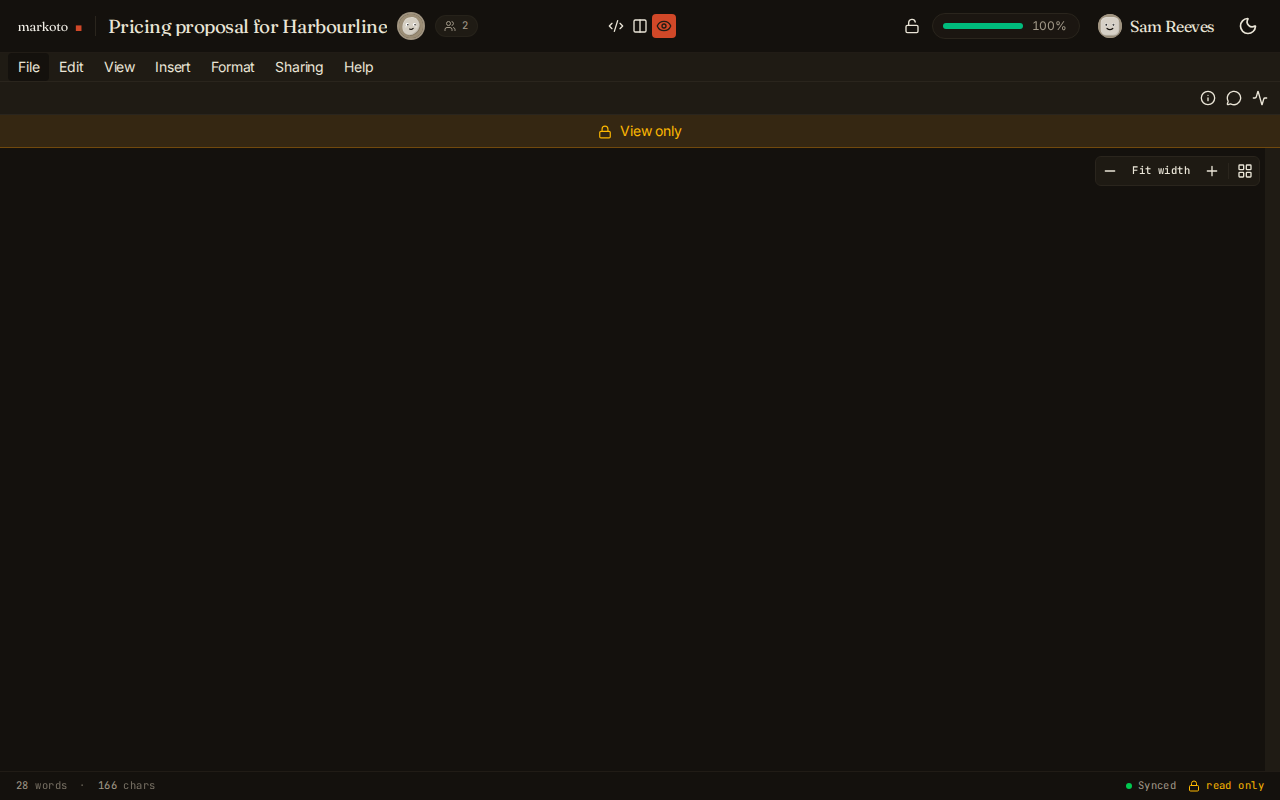 markoto
Pricing proposal for Harbourline
2
100%
Sam Reeves
File Edit View Insert Format Sharing Help
View only
Fit width
28 words · 166 chars
Synced
read only